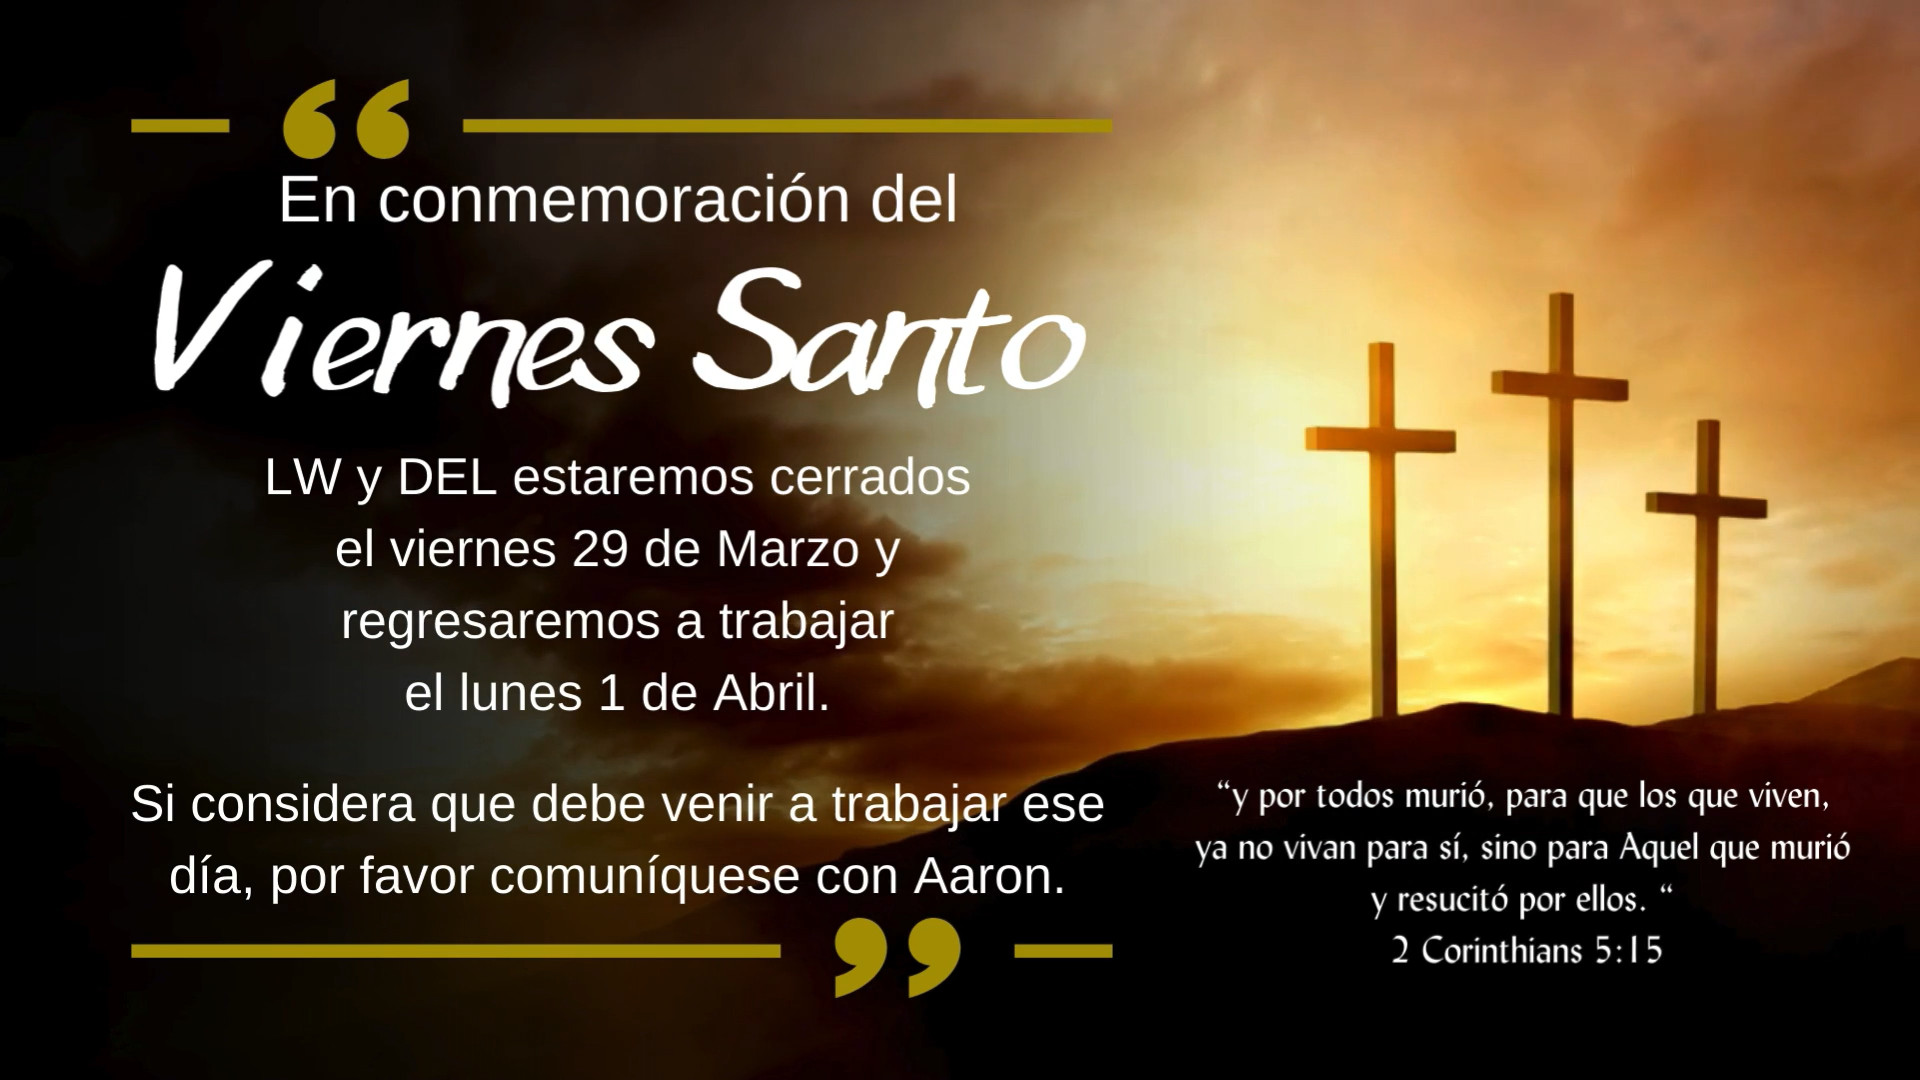 En conmemoración del
Viernes Santo
LW y DEL estaremos cerrados
el viernes 29 de Marzo y
regresaremos a trabajar
el lunes 1 de Abril.
Si considera que debe venir a trabajar ese
día, por favor comuníquese con Aaron.
“y por todos murió, para que los que viven,
ya no vivan para sí, sino para Aquel que murió
y resucitó por ellos. “
2 Corinthians 5:15